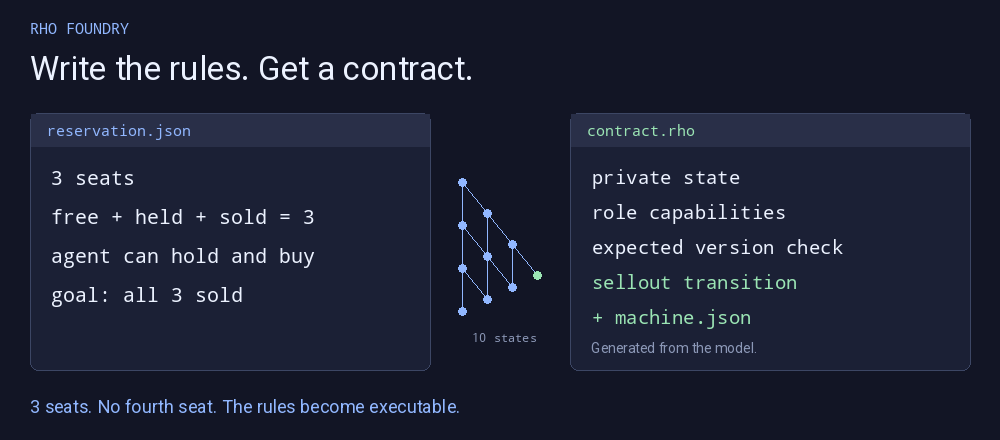 RHO FOUNDRY
Write the rules. Get a contract.
reservation.json
3 seats
free + held + sold = 3
agent can hold and buy
goal: all 3 sold
10 states
contract.rho
private state
role capabilities
expected version check
sellout transition
+ machine.json
Generated from the model.
3 seats. No fourth seat. The rules become executable.